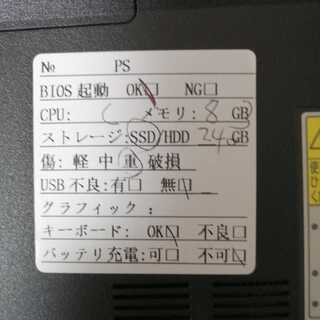 No PS
BIOS 起動 OK☑ NG□
CPU: メモリ: 8 GB
ストレージ:SSD/HDD 240 GB
傷: 軽 中 重 破損
USB 不良:有□ 無☑
グラフィック:
キーボード: OK☑ 不良□
バッテリ充電:可□ 不可☑